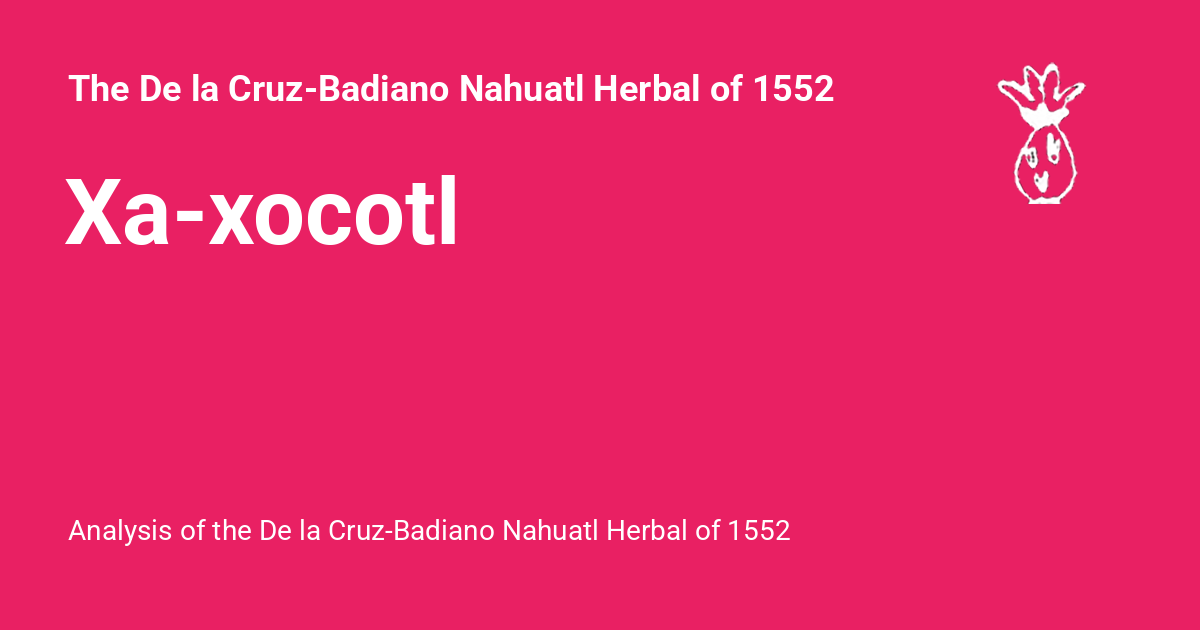 The De la Cruz-Badiano Nahuatl Herbal of 1552
Xa-xocotl
Analysis of the De la Cruz-Badiano Nahuatl Herbal of 1552